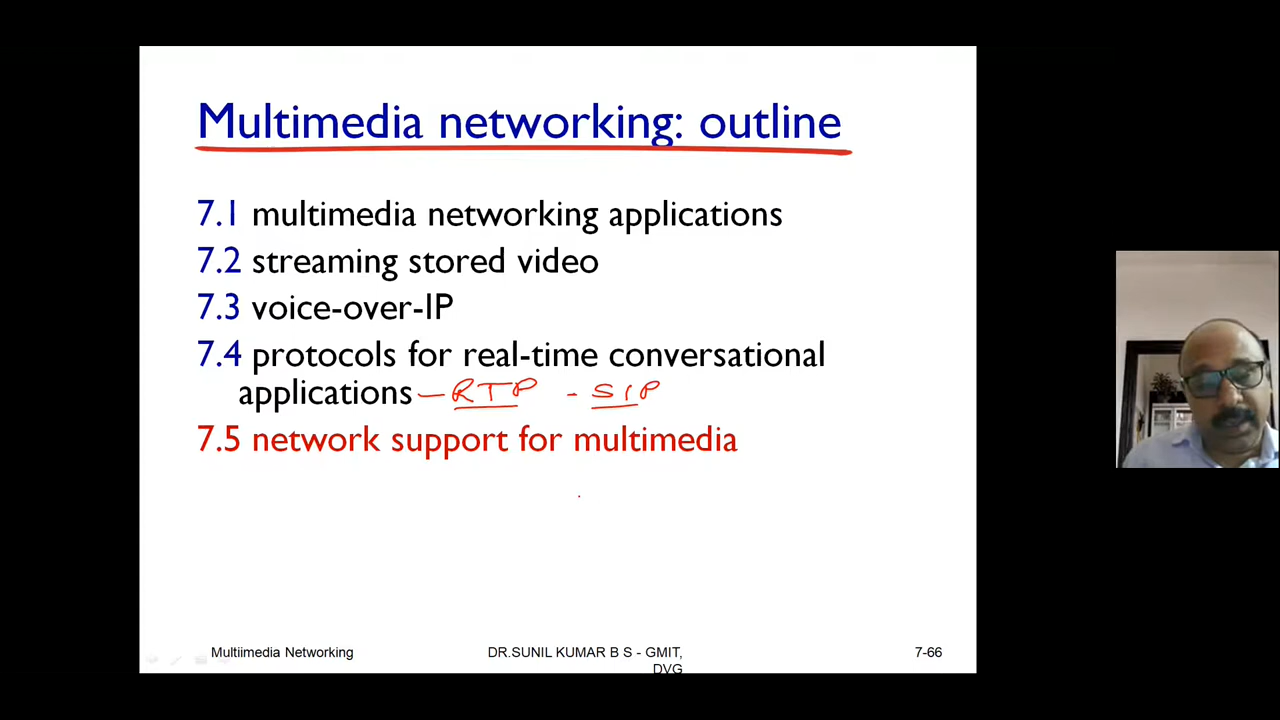 Multimedia networking: outline
7.1 multimedia networking applications
7.2 streaming stored video
7.3 voice-over-IP
7.4 protocols for real-time conversational
applications – RTP - SIP
7.5 network support for multimedia
Multiimedia Networking
DR.SUNIL KUMAR B S - GMIT,
DVG
7-66